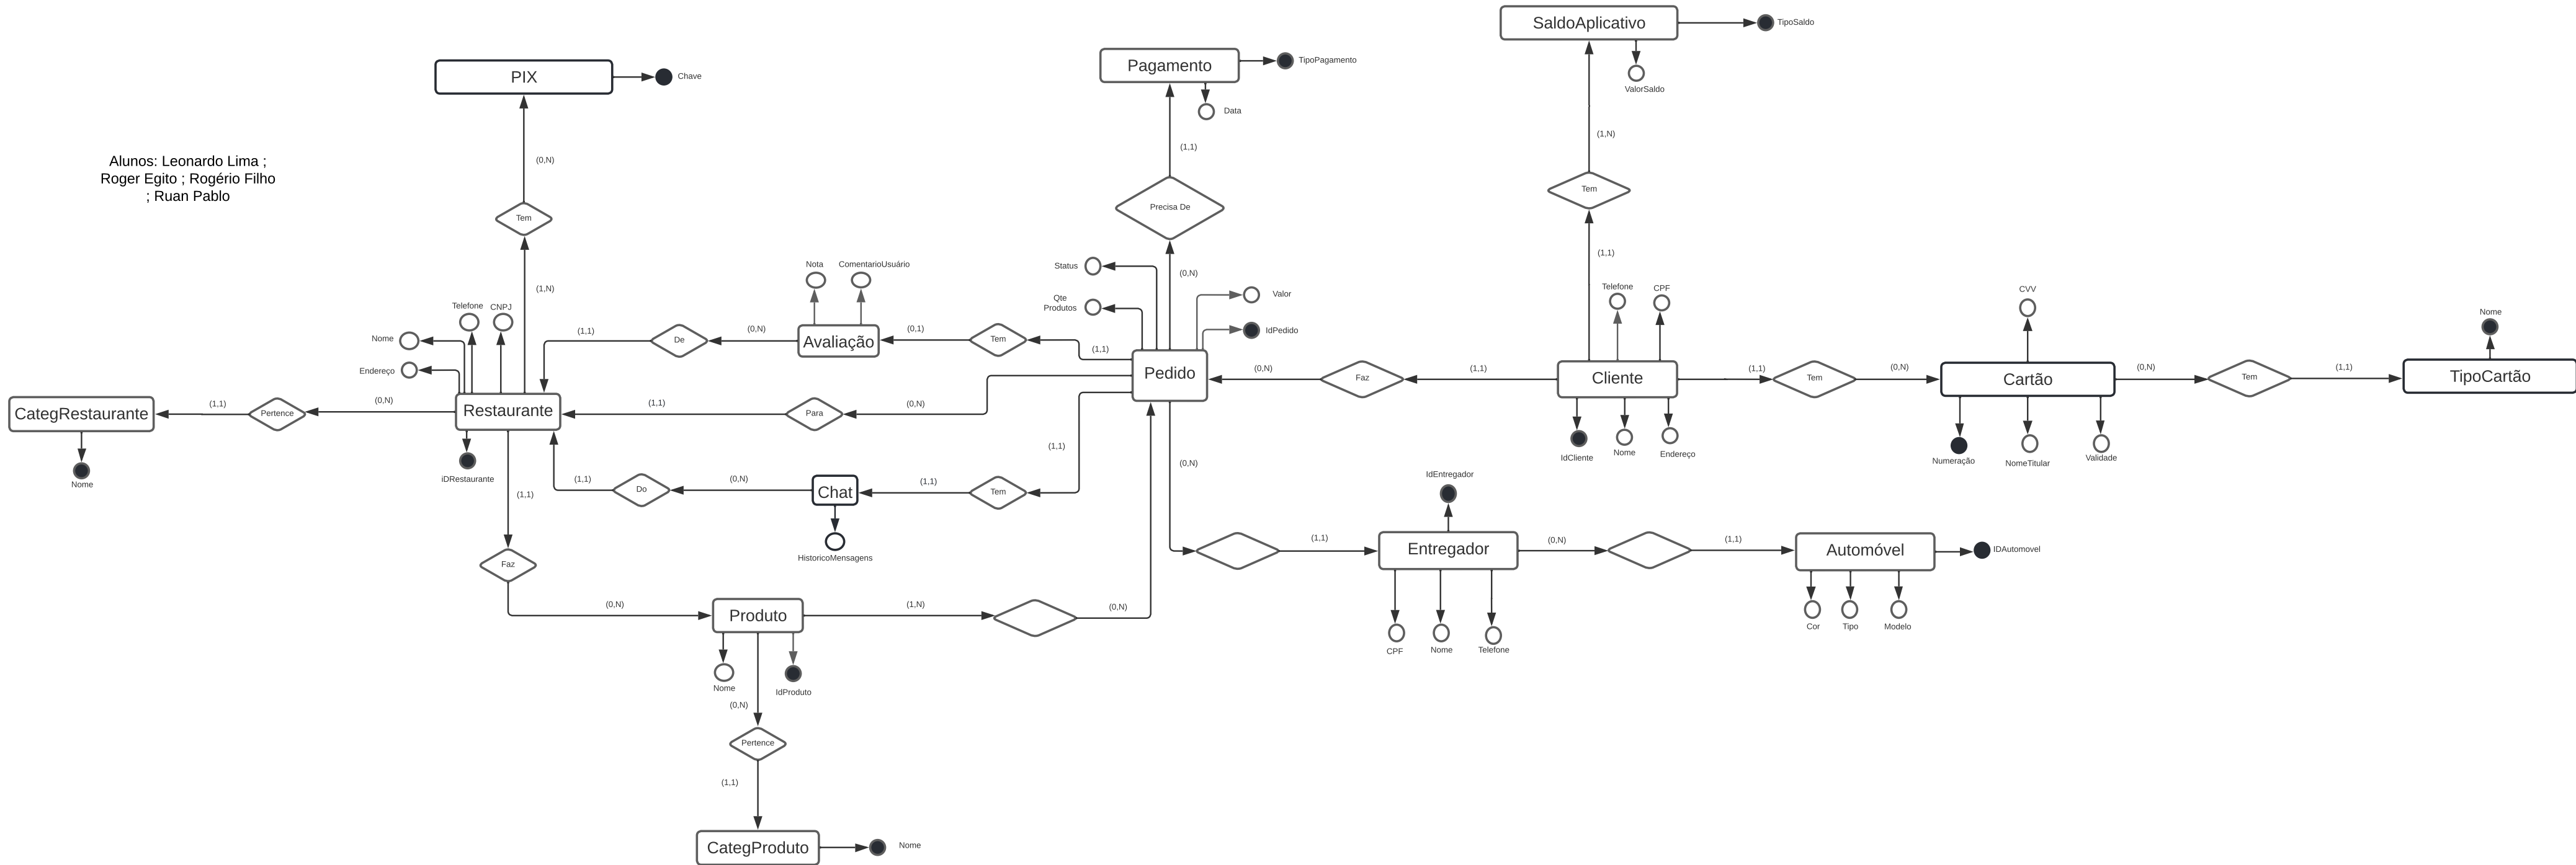 SaldoAplicativo
TipoSaldo
ValorSaldo
Pagamento
TipoPagamento
Data
PIX
Chave
(1,N)
(1,1)
(0,N)
Alunos: Leonardo Lima ;
Roger Egito ; Rogério Filho
; Ruan Pablo
Tem
Precisa De
Tem
(1,1)
Nota
ComentarioUsuário
Status
(0,N)
(1,N)
Qte
Produtos
Valor
IdPedido
Telefone
CPF
CVV
Telefone
CNPJ
Nome
Nome
Endereço
(1,1)
De
(0,N)
Avaliação
(0,1)
Tem
(1,1)
Pedido
(0,N)
Faz
(1,1)
Cliente
(1,1)
Tem
(0,N)
Cartão
(0,N)
Tem
(1,1)
TipoCartão
CategRestaurante
(1,1)
Pertence
(0,N)
Restaurante
(1,1)
Para
(0,N)
Nome
iDRestaurante
(1,1)
IdCliente
Nome
Endereço
Numeração
NomeTitular
Validade
(1,1)
Do
(0,N)
Chat
(1,1)
Tem
(0,N)
(1,1)
HistoricoMensagens
IdEntregador
Faz
(1,1)
Entregador
(0,N)
(1,1)
Automóvel
IDAutomovel
(0,N)
Produto
(1,N)
(0,N)
Cor
Tipo
Modelo
CPF
Nome
Telefone
Nome
IdProduto
(0,N)
Pertence
(1,1)
CategProduto
Nome